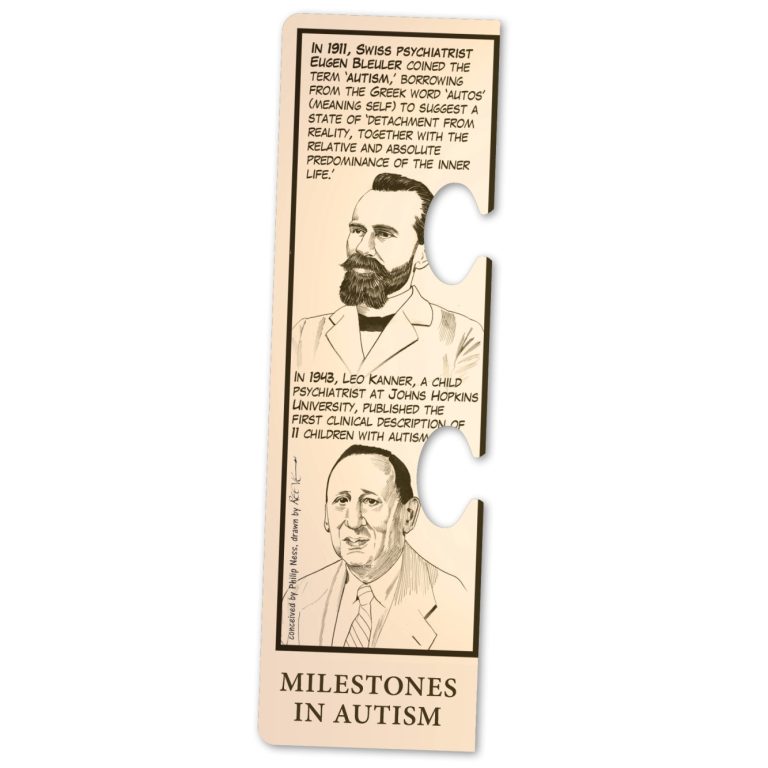 In 1911, Swiss psychiatrist
Eugen Bleuler coined the
term 'autism,' borrowing
from the Greek word 'autos'
(meaning self) to suggest a
state of 'detachment from
reality, together with the
relative and absolute
predominance of the inner
life.'
In 1943, Leo Kanner, a child
psychiatrist at Johns Hopkins
University, published the
first clinical description of
11 children with autism
conceived by Philip Ness, drawn by
MILESTONES
IN AUTISM